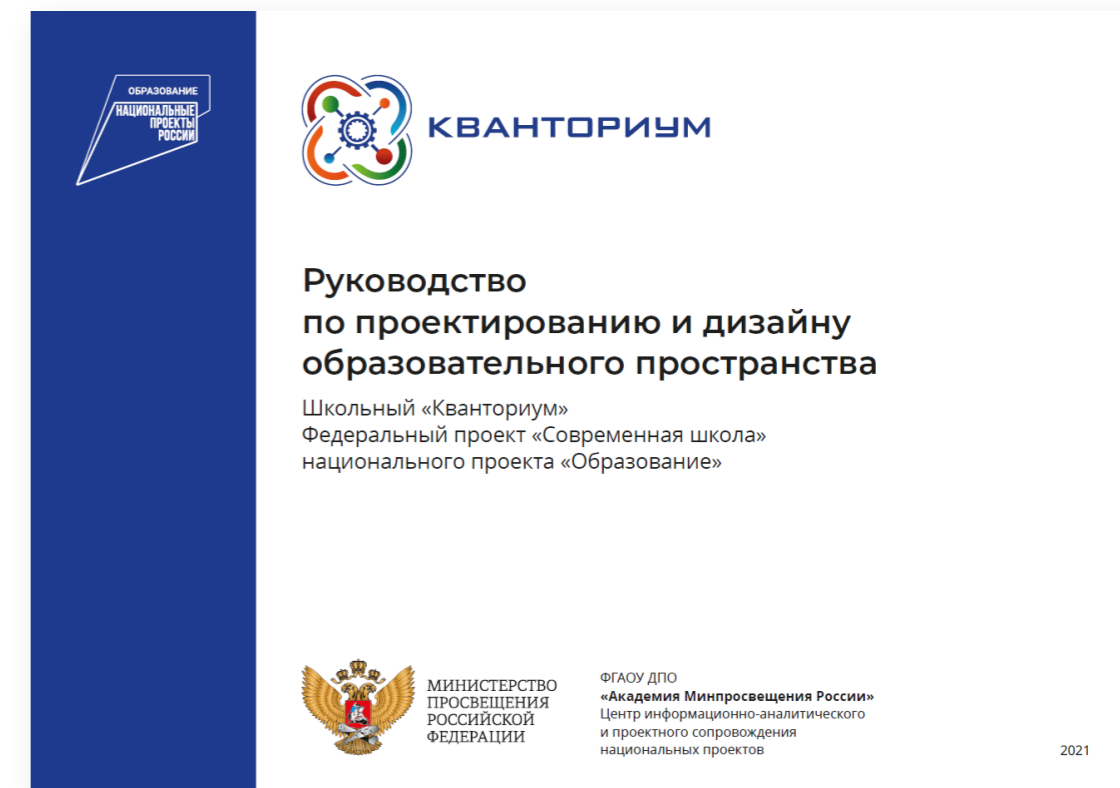 ОБРАЗОВАНИЕ
НАЦИОНАЛЬНЫЕ
ПРОЕКТЫ
РОССИИ
КВАНТОРИУМ
Руководство
по проектированию и дизайну
образовательного пространства
Школьный «Кванториум»
Федеральный проект «Современная школа»
национального проекта «Образование»
МИНИСТЕРСТВО
ПРОСВЕЩЕНИЯ
РОССИЙСКОЙ
ФЕДЕРАЦИИ
ФГАОУ ДПО
«Академия Минпросвещения России»
Центр информационно-аналитического
и проектного сопровождения
национальных проектов
2021